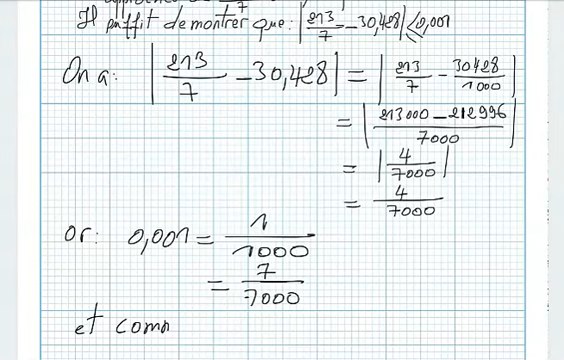 Il suffit de montrer que: |213/7 - 30,428| ≤ 0,001
On a: |213/7 - 30,428| = |213/7 - 30428/1000|
= |213000 - 212996/7000|
= |4/7000|
= 4/7000
or: 0,001 = 1/1000
= 7/7000
et comm